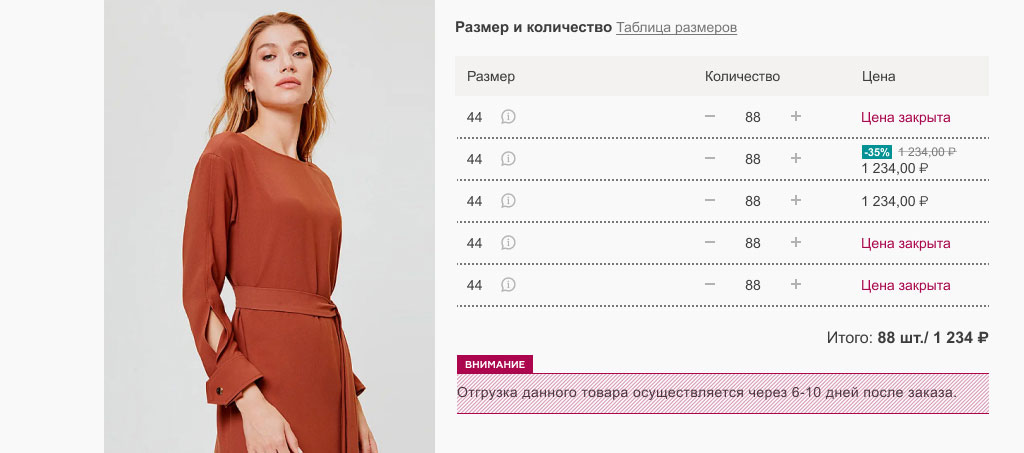 Размер и количество Таблица размеров
Размер Количество Цена
44 i − 88 + Цена закрыта
44 i − 88 + -35% 1 234,00 ₽
1 234,00 ₽
44 i − 88 + 1 234,00 ₽
44 i − 88 + Цена закрыта
44 i − 88 + Цена закрыта
Итого: 88 шт./ 1 234 ₽
ВНИМАНИЕ
Отгрузка данного товара осуществляется через 6-10 дней после заказа.